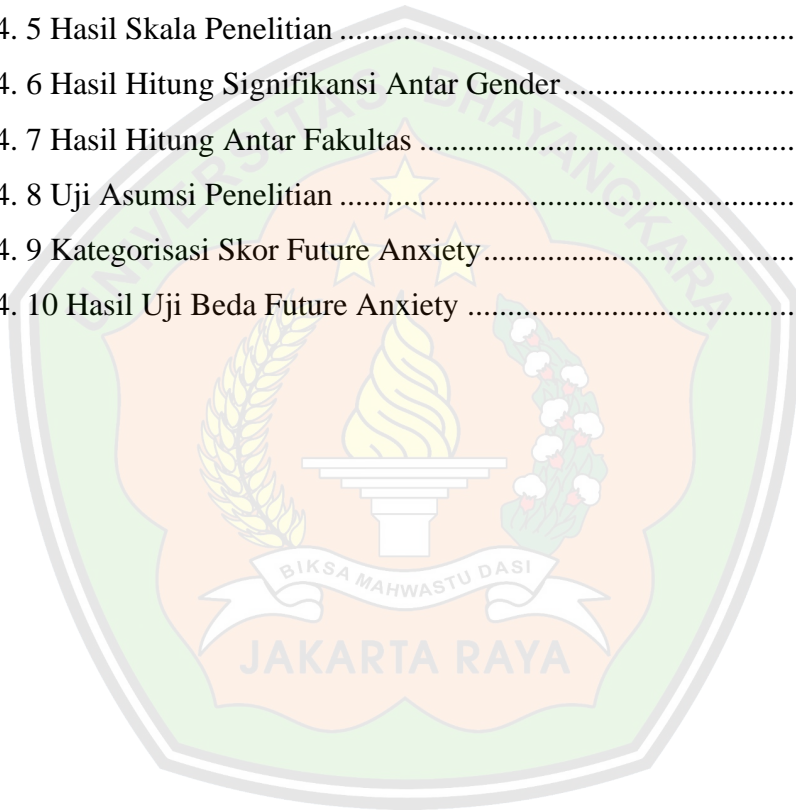 4. 5 Hasil Skala Penelitian ..........................................................
4. 6 Hasil Hitung Signifikansi Antar Gender.............................
4. 7 Hasil Hitung Antar Fakultas ...............................................
4. 8 Uji Asumsi Penelitian .........................................................
4. 9 Kategorisasi Skor Future Anxiety.......................................
4. 10 Hasil Uji Beda Future Anxiety .........................................
UNIVERSITAS BHAYANGKARA
BIKSA MAHWASTU DASI
JAKARTA RAYA